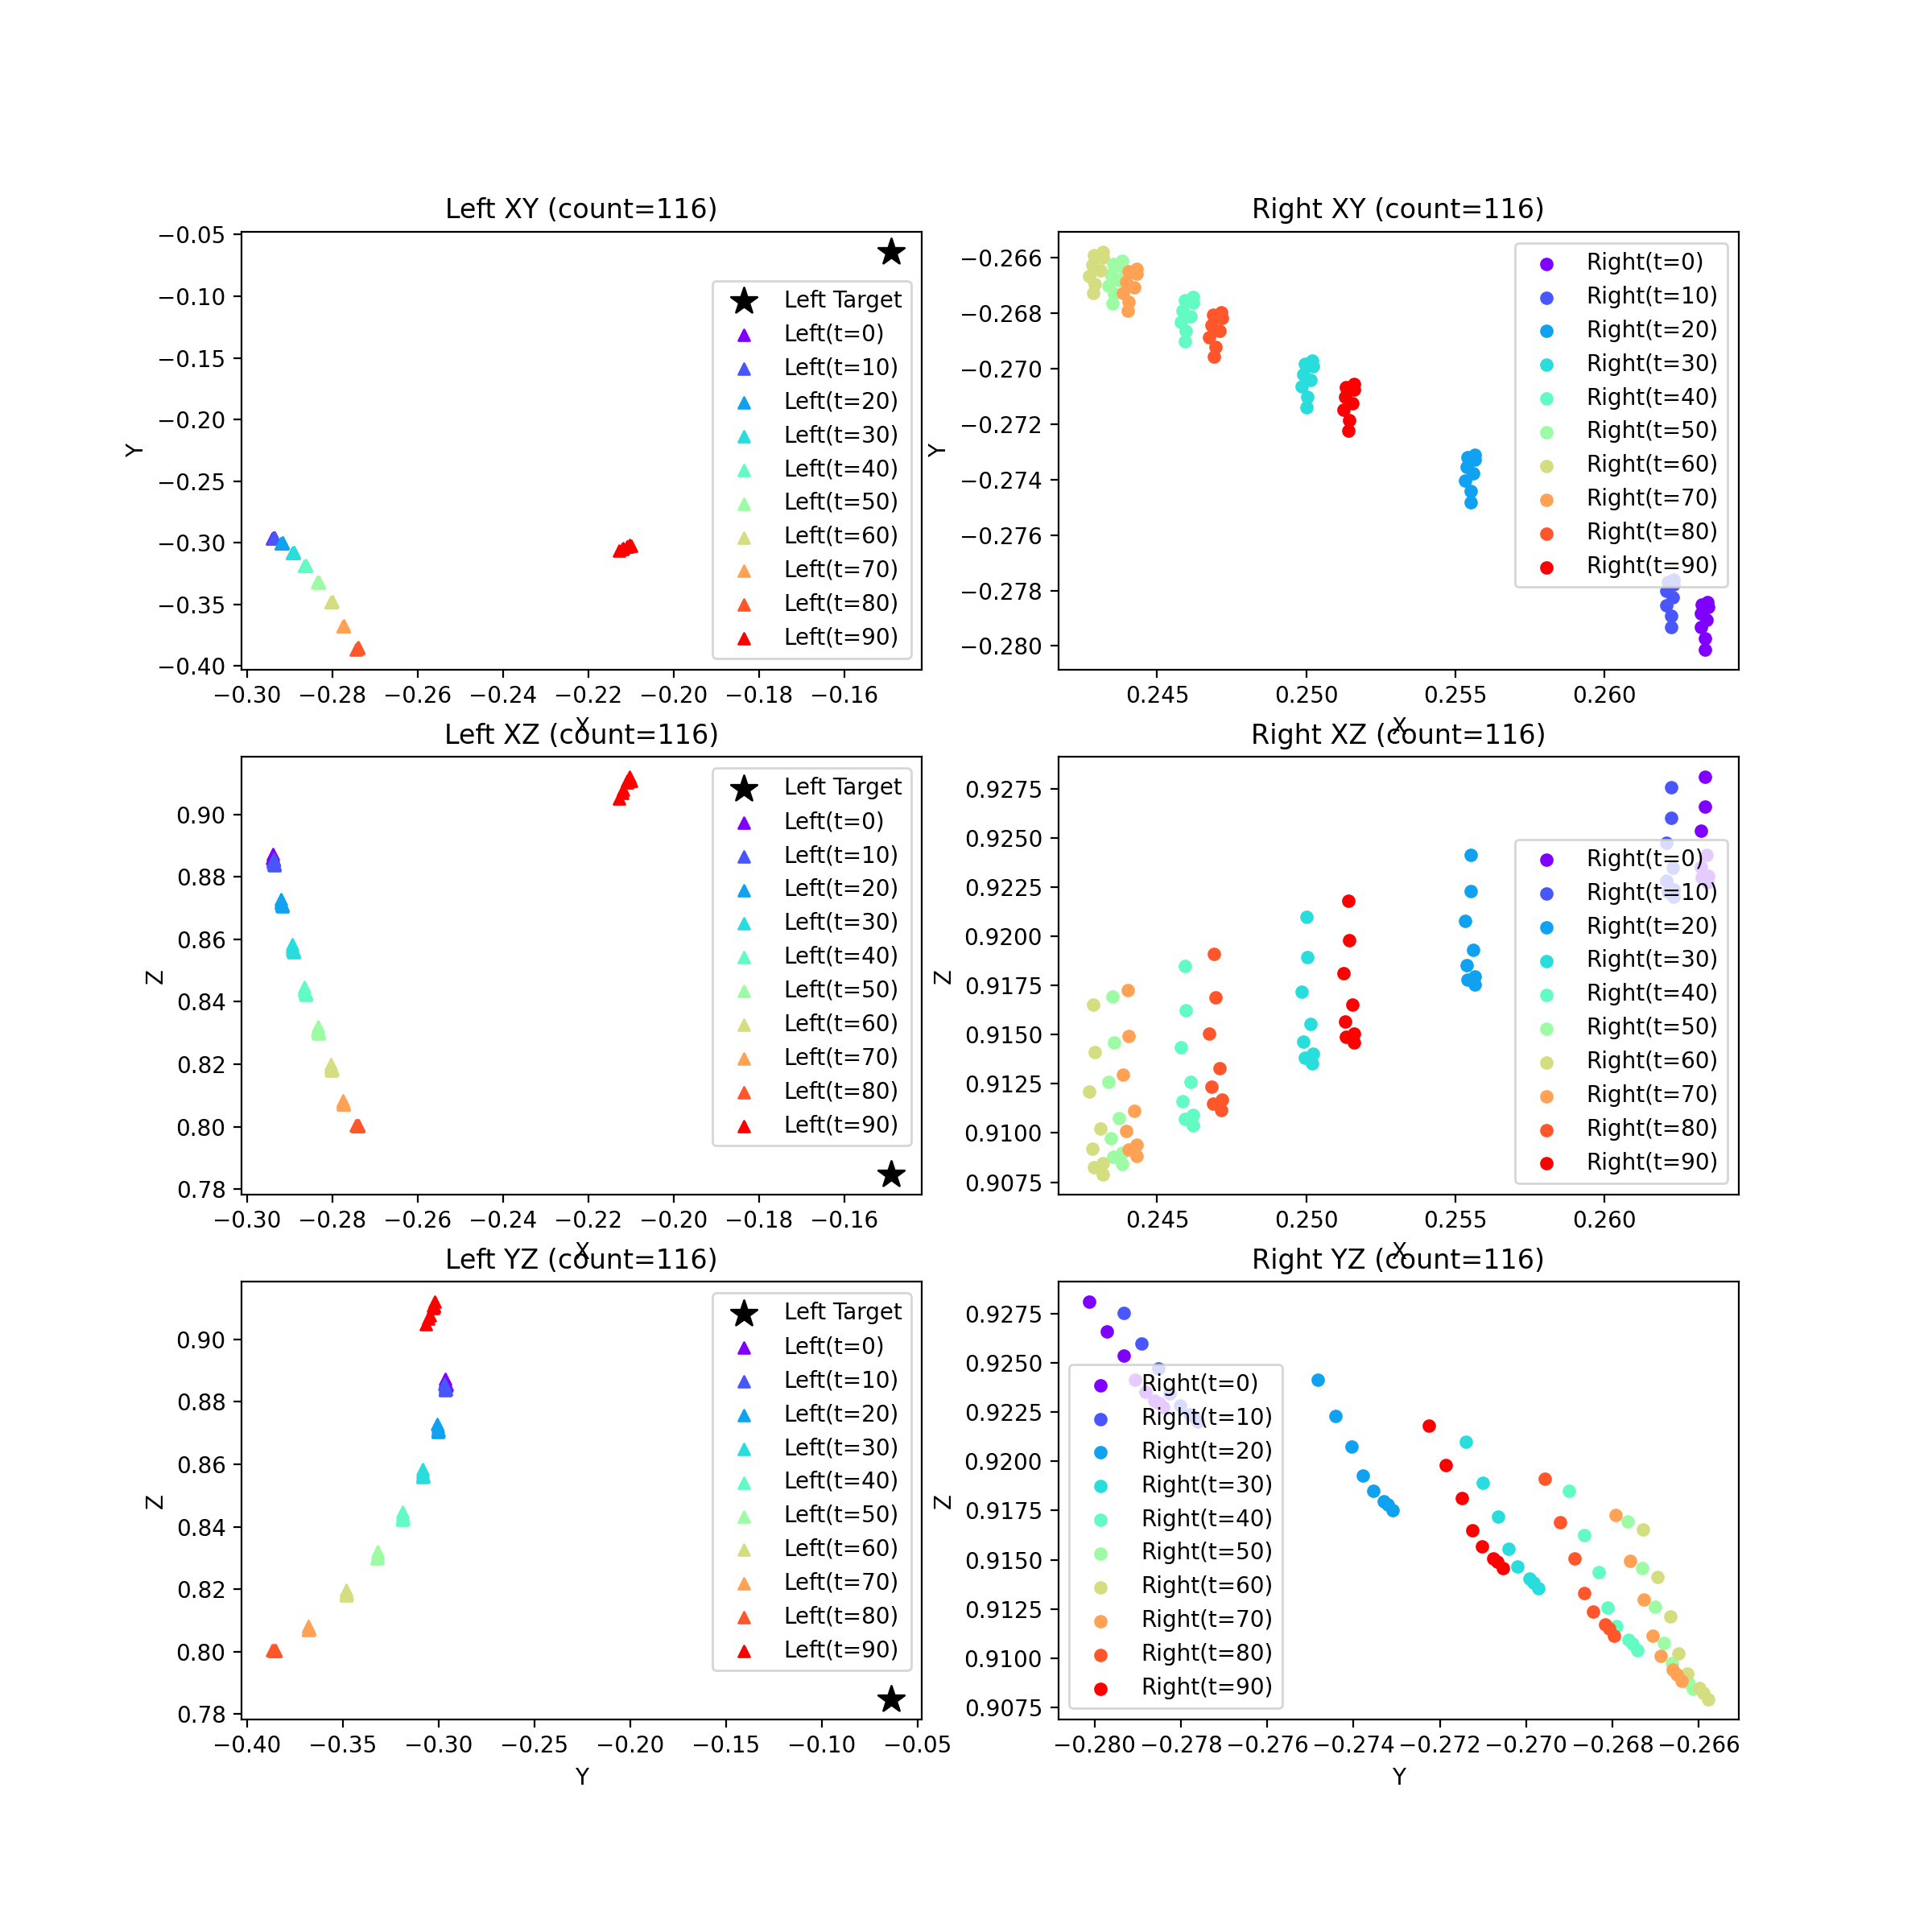 Left XY (count=116)
−0.05
−0.10
−0.15
−0.20
−0.25
−0.30
−0.35
−0.40
Y
Left Target
Left(t=0)
Left(t=10)
Left(t=20)
Left(t=30)
Left(t=40)
Left(t=50)
Left(t=60)
Left(t=70)
Left(t=80)
Left(t=90)
−0.30 −0.28 −0.26 −0.24 −0.22 −0.20 −0.18 −0.16
X
Right XY (count=116)
−0.266
−0.268
−0.270
−0.272
−0.274
−0.276
−0.278
−0.280
Y
Right(t=0)
Right(t=10)
Right(t=20)
Right(t=30)
Right(t=40)
Right(t=50)
Right(t=60)
Right(t=70)
Right(t=80)
Right(t=90)
0.245 0.250 0.255 0.260
X
Left XZ (count=116)
0.90
0.88
0.86
0.84
0.82
0.80
0.78
Z
Left Target
Left(t=0)
Left(t=10)
Left(t=20)
Left(t=30)
Left(t=40)
Left(t=50)
Left(t=60)
Left(t=70)
Left(t=80)
Left(t=90)
−0.30 −0.28 −0.26 −0.24 −0.22 −0.20 −0.18 −0.16
X
Right XZ (count=116)
0.9275
0.9250
0.9225
0.9200
0.9175
0.9150
0.9125
0.9100
0.9075
Z
Right(t=0)
Right(t=10)
Right(t=20)
Right(t=30)
Right(t=40)
Right(t=50)
Right(t=60)
Right(t=70)
Right(t=80)
Right(t=90)
0.245 0.250 0.255 0.260
X
Left YZ (count=116)
0.90
0.88
0.86
0.84
0.82
0.80
0.78
Z
Left Target
Left(t=0)
Left(t=10)
Left(t=20)
Left(t=30)
Left(t=40)
Left(t=50)
Left(t=60)
Left(t=70)
Left(t=80)
Left(t=90)
−0.40 −0.35 −0.30 −0.25 −0.20 −0.15 −0.10 −0.05
Y
Right YZ (count=116)
0.9275
0.9250
0.9225
0.9200
0.9175
0.9150
0.9125
0.9100
0.9075
Z
Right(t=0)
Right(t=10)
Right(t=20)
Right(t=30)
Right(t=40)
Right(t=50)
Right(t=60)
Right(t=70)
Right(t=80)
Right(t=90)
−0.280 −0.278 −0.276 −0.274 −0.272 −0.270 −0.268 −0.266
Y